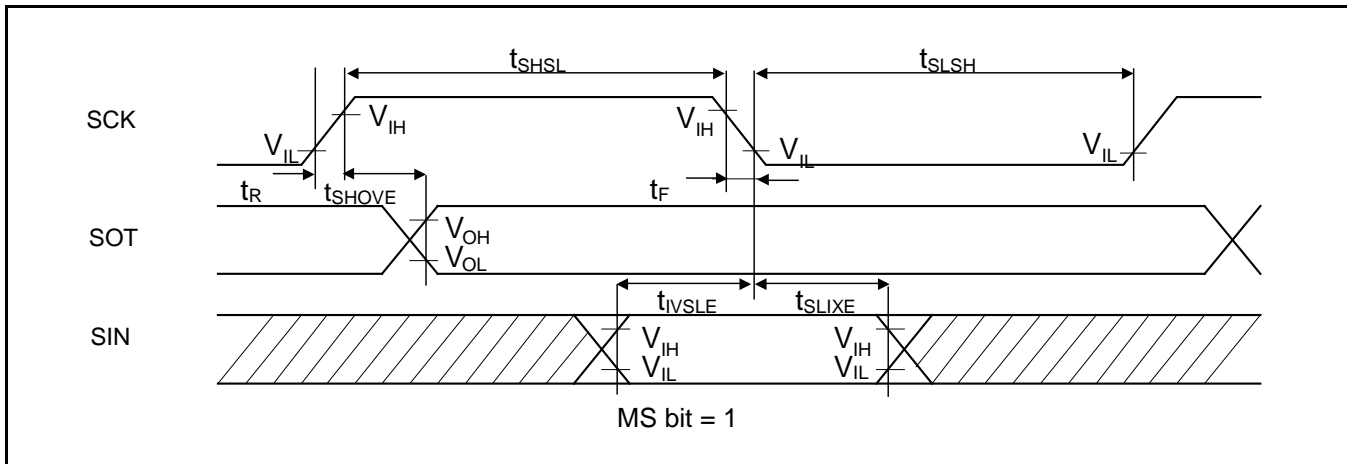 tSHSL
tSLSH
SCK
VIH
VIH
VIL
VIL
VIL
tR
tSHOVE
tF
SOT
VOH
VOL
tIVSLE
tSLIXE
SIN
VIH
VIH
VIL
VIL
MS bit = 1